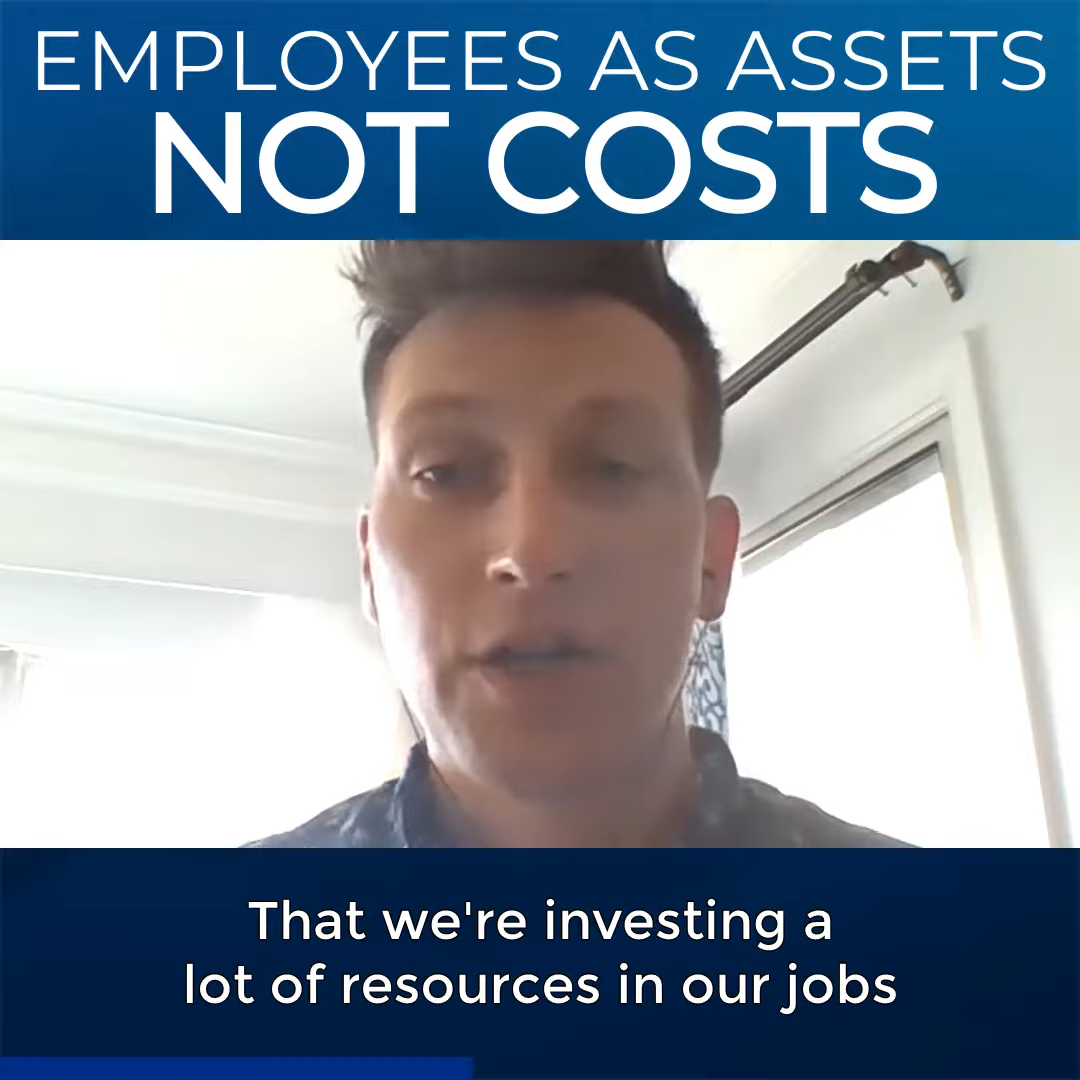 EMPLOYEES AS ASSETS
NOT COSTS
That we're investing a
lot of resources in our jobs